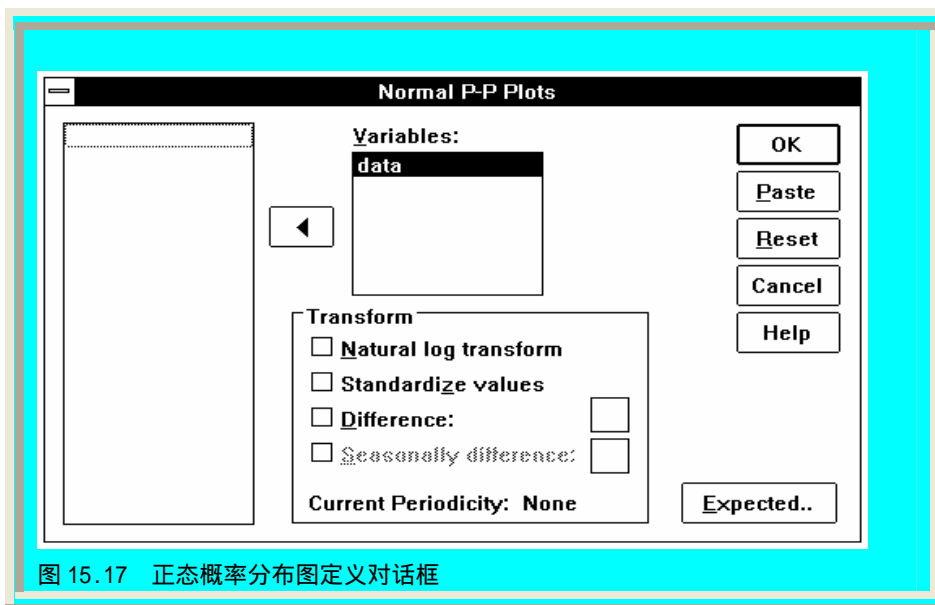 Normal P-P Plots
Variables:
data
OK
Paste
Reset
Cancel
Help
Transform
Natural log transform
Standardize values
Difference:
Seasonally difference:
Current Periodicity: None
Expected..
图 15.17 正态概率分布图定义对话框